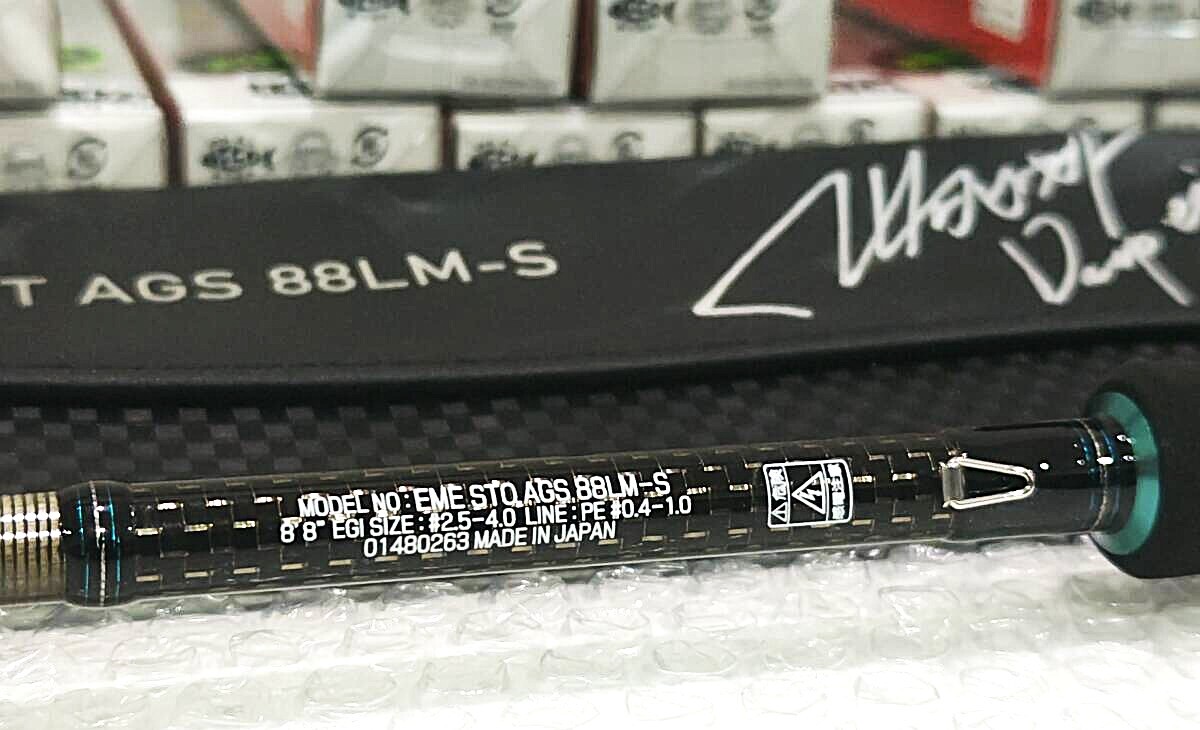 T AGS 88LM-S
MODEL NO : EME STO AGS 88LM-S
8'8" EGI SIZE : #2.5-4.0 LINE : PE #0.4-1.0
01480263 MADE IN JAPAN